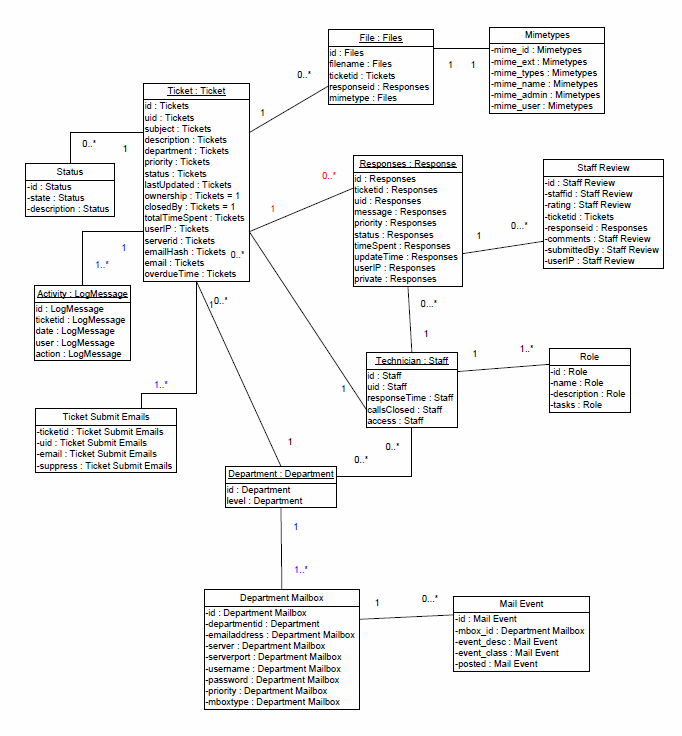 File : Files
id : Files
filename : Files
ticketid : Tickets
responseid : Responses
mimetype : Files
Mimetypes
-mime_id : Mimetypes
-mime_ext : Mimetypes
-mime_types : Mimetypes
-mime_name : Mimetypes
-mime_admin : Mimetypes
-mime_user : Mimetypes
1
1
0..*
1
Ticket : Ticket
id : Tickets
uid : Tickets
subject : Tickets
description : Tickets
department : Tickets
priority : Tickets
status : Tickets
lastUpdated : Tickets
ownership : Tickets = 1
closedBy : Tickets = 1
totalTimeSpent : Tickets
userIP : Tickets
serverid : Tickets
emailHash : Tickets
email : Tickets
overdueTime : Tickets
0..*
1
0..*
Status
-id : Status
-state : Status
-description : Status
Responses : Response
id : Responses
ticketid : Responses
uid : Responses
message : Responses
priority : Responses
status : Responses
timeSpent : Responses
updateTime : Responses
userIP : Responses
private : Responses
0..*
1
Staff Review
-id : Staff Review
-staffid : Staff Review
-rating : Staff Review
-ticketid : Tickets
-responseid : Responses
-comments : Staff Review
-submittedBy : Staff Review
-userIP : Staff Review
0...*
1
1
1..*
Activity : LogMessage
id : LogMessage
ticketid : LogMessage
date : LogMessage
user : LogMessage
action : LogMessage
1
0..*
0...*
1
Technician : Staff
id : Staff
uid : Staff
responseTime : Staff
callsClosed : Staff
access : Staff
1
1..*
Role
-id : Role
-name : Role
-description : Role
-tasks : Role
1
1..*
Ticket Submit Emails
-ticketid : Ticket Submit Emails
-uid : Ticket Submit Emails
-email : Ticket Submit Emails
-suppress : Ticket Submit Emails
1
0..*
0..*
Department : Department
id : Department
level : Department
1
1..*
Department Mailbox
-id : Department Mailbox
-departmentid : Department
-emailaddress : Department Mailbox
-server : Department Mailbox
-serverport : Department Mailbox
-username : Department Mailbox
-password : Department Mailbox
-priority : Department Mailbox
-mboxtype : Department Mailbox
1
0...*
Mail Event
-id : Mail Event
-mbox_id : Department Mailbox
-event_desc : Mail Event
-event_class : Mail Event
-posted : Mail Event